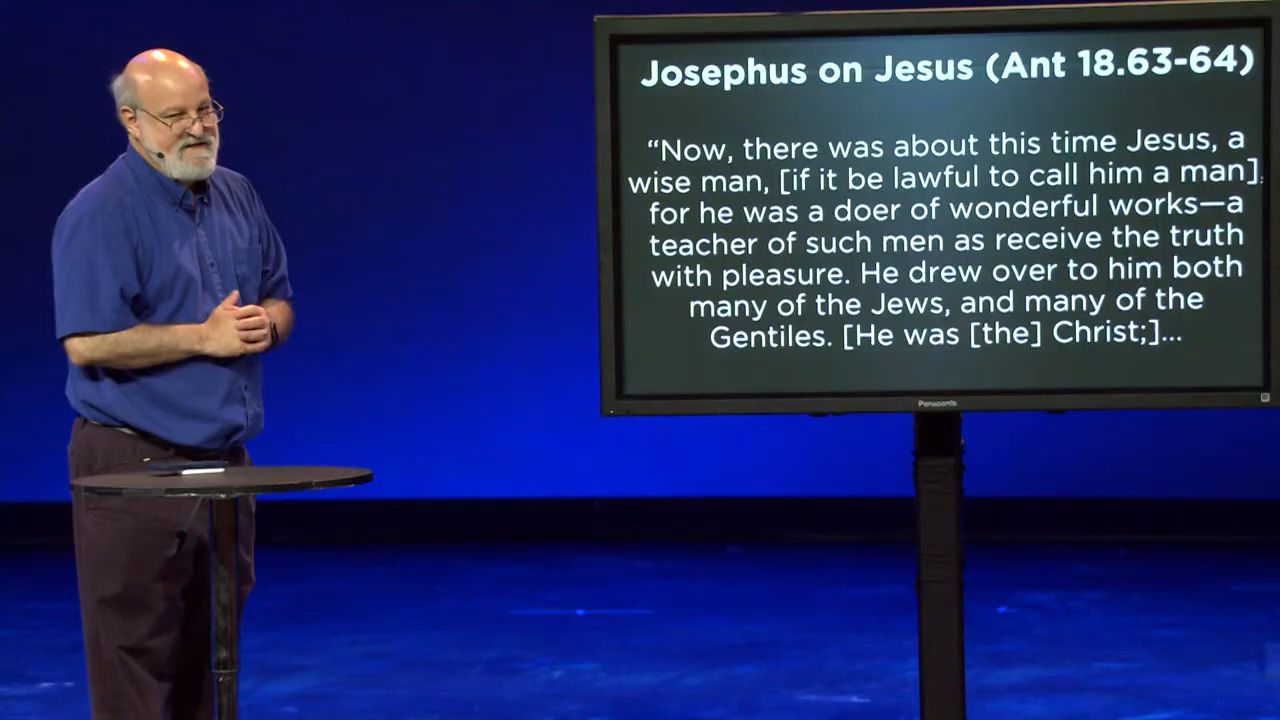 Josephus on Jesus (Ant 18.63-64)
“Now, there was about this time Jesus, a
wise man, [if it be lawful to call him a man],
for he was a doer of wonderful works—a
teacher of such men as receive the truth
with pleasure. He drew over to him both
many of the Jews, and many of the
Gentiles. [He was [the] Christ;]...
Panasonic